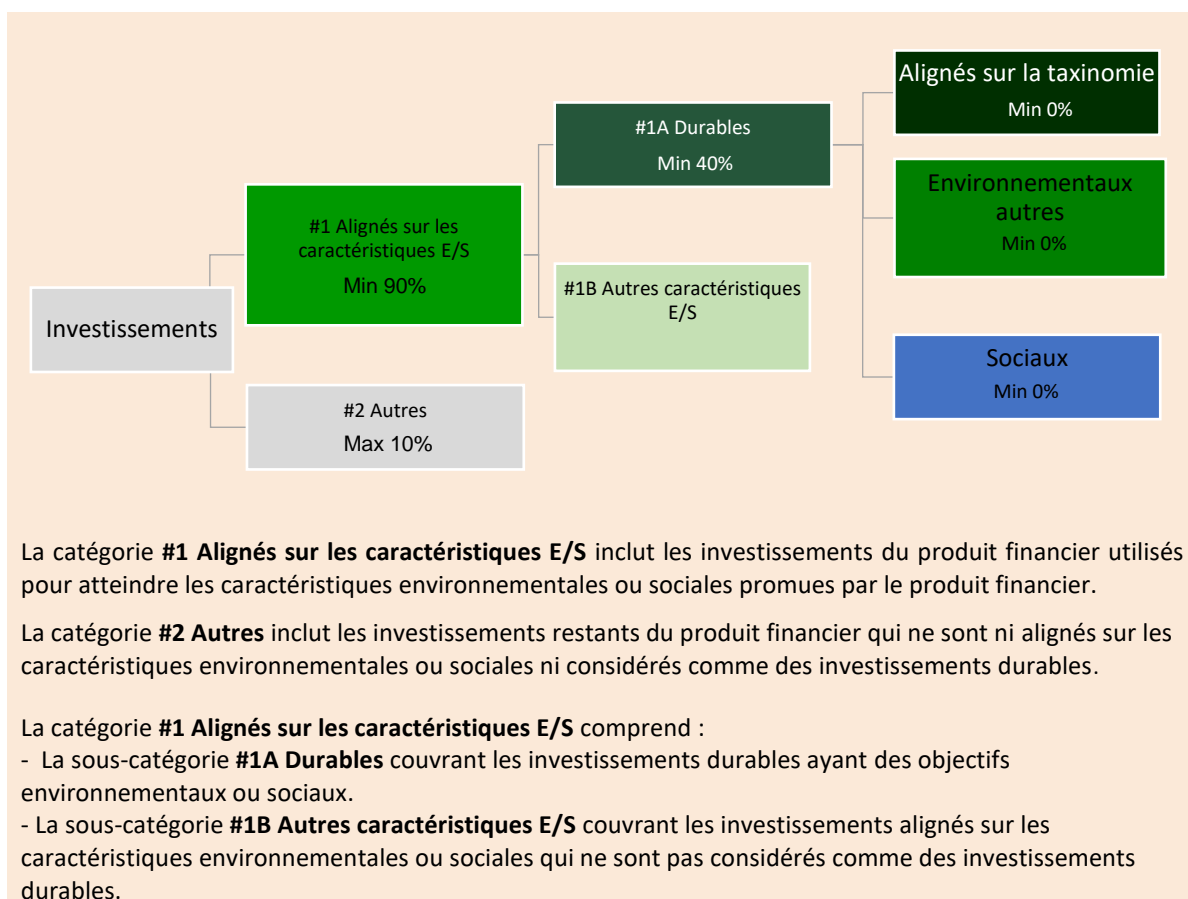 Investissements
#1 Alignés sur les
caractéristiques E/S
Min 90%
#2 Autres
Max 10%
#1A Durables
Min 40%
#1B Autres caractéristiques
E/S
Alignés sur la taxinomie
Min 0%
Environnementaux
autres
Min 0%
Sociaux
Min 0%
La catégorie #1 Alignés sur les caractéristiques E/S inclut les investissements du produit financier utilisés
pour atteindre les caractéristiques environnementales ou sociales promues par le produit financier.
La catégorie #2 Autres inclut les investissements restants du produit financier qui ne sont ni alignés sur les
caractéristiques environnementales ou sociales ni considérés comme des investissements durables.
La catégorie #1 Alignés sur les caractéristiques E/S comprend :
- La sous-catégorie #1A Durables couvrant les investissements durables ayant des objectifs
environnementaux ou sociaux.
- La sous-catégorie #1B Autres caractéristiques E/S couvrant les investissements alignés sur les
caractéristiques environnementales ou sociales qui ne sont pas considérés comme des investissements
durables.